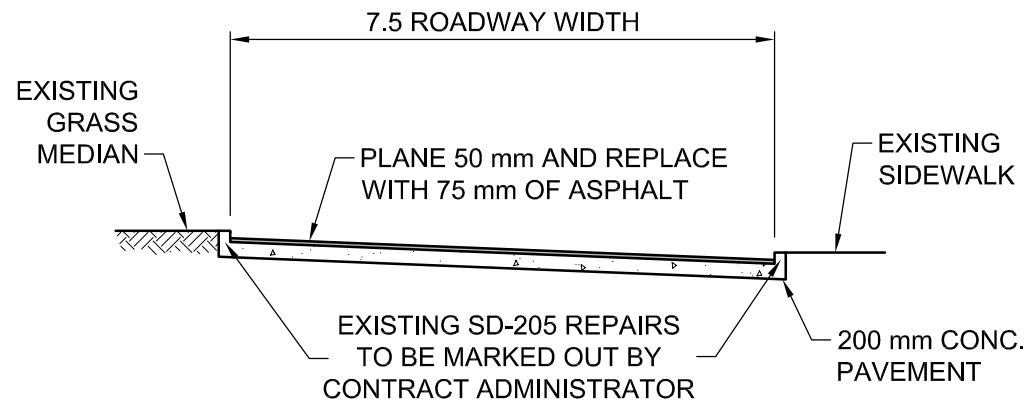 7.5 ROADWAY WIDTH
EXISTING
GRASS
MEDIAN
PLANE 50 mm AND REPLACE
WITH 75 mm OF ASPHALT
EXISTING
SIDEWALK
EXISTING SD-205 REPAIRS
TO BE MARKED OUT BY
CONTRACT ADMINISTRATOR
200 mm CONC.
PAVEMENT